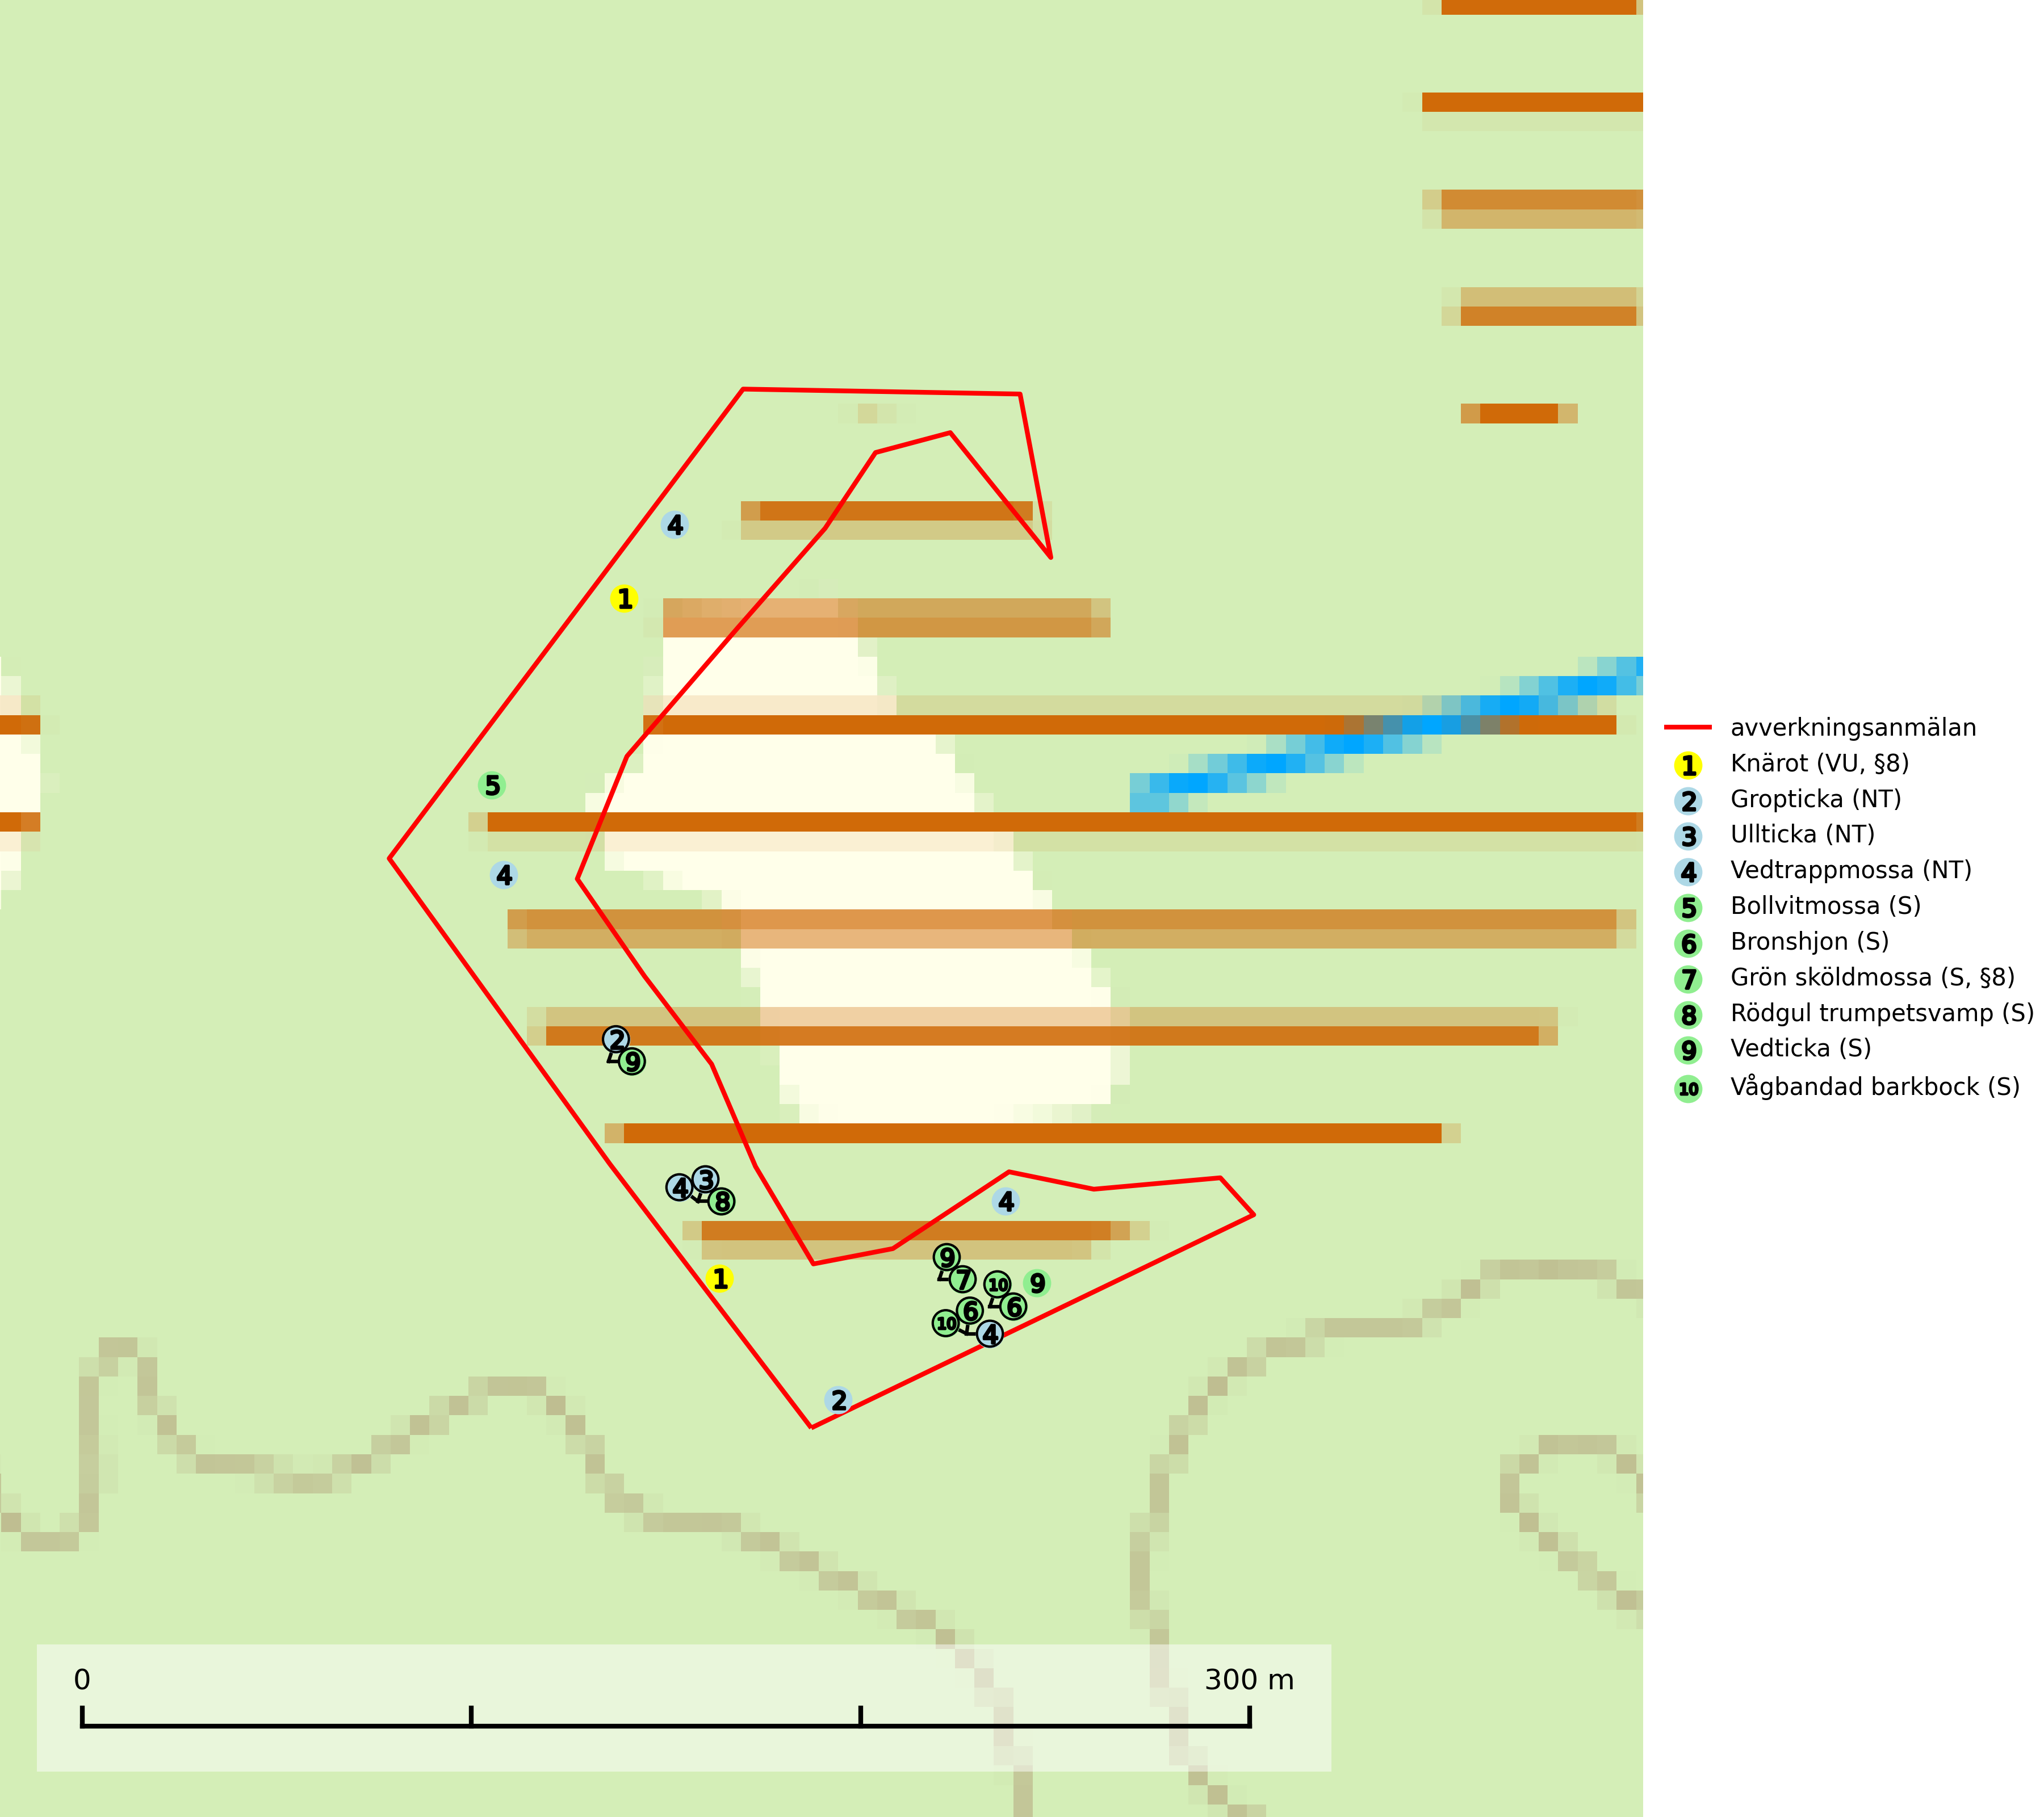 4
1
5
4
2
9
3
4
8
4
9
1
7
10
9
6
6
10
4
2
0
300 m
avverkningsanmälan
1 Knärot (VU, §8)
2 Gropticka (NT)
3 Ullticka (NT)
4 Vedtrappmossa (NT)
5 Bollvitmossa (S)
6 Bronshjon (S)
7 Grön sköldmossa (S, §8)
8 Rödgul trumpetsvamp (S)
9 Vedticka (S)
10 Vågbandad barkbock (S)